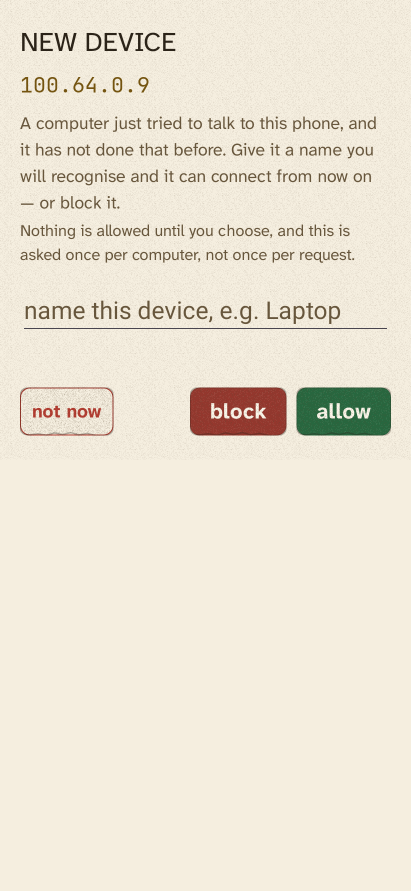 NEW DEVICE
100.64.0.9
A computer just tried to talk to this phone, and
it has not done that before. Give it a name you
will recognise and it can connect from now on
— or block it.
Nothing is allowed until you choose, and this is
asked once per computer, not once per request.
name this device, e.g. Laptop
not now
block
allow